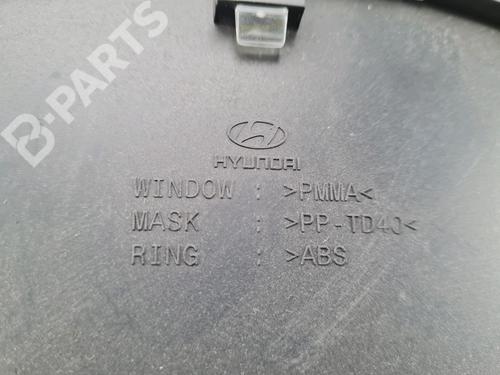 B-PARTS
HYUNDAI
WINDOW : >PMMA<
MASK : >PP-TD40<
RING : >ABS